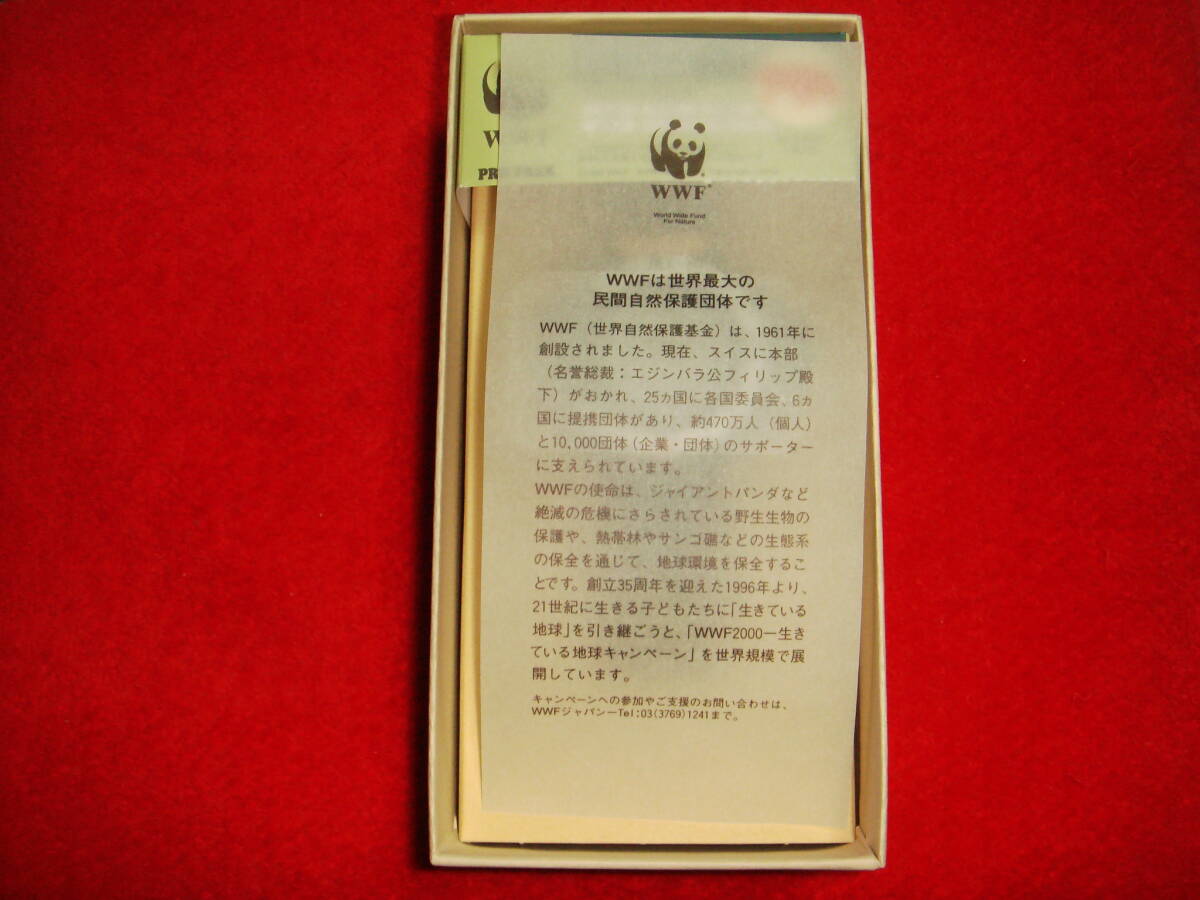 W
PR
WWF
World Wide Fund
For Nature
WWFは世界最大の
民間自然保護団体です
WWF（世界自然保護基金）は、1961年に
創設されました。現在、スイスに本部
（名誉総裁：エジンバラ公フィリップ殿
下）がおかれ、25ヵ国に各国委員会、6ヵ
国に提携団体があり、約470万人（個人）
と10,000団体（企業・団体）のサポーター
に支えられています。
WWFの使命は、ジャイアントパンダなど
絶滅の危機にさらされている野生生物の
保護や、熱帯林やサンゴ礁などの生態系
の保全を通じて、地球環境を保全するこ
とです。創立35周年を迎えた1996年より、
21世紀に生きる子どもたちに「生きている
地球」を引き継ごうと、「WWF2000ー生き
ている地球キャンペーン」を世界規模で展
開しています。
キャンペーンへの参加やご支援のお問い合わせは、
WWFジャパンーTel:03(3769)1241まで。